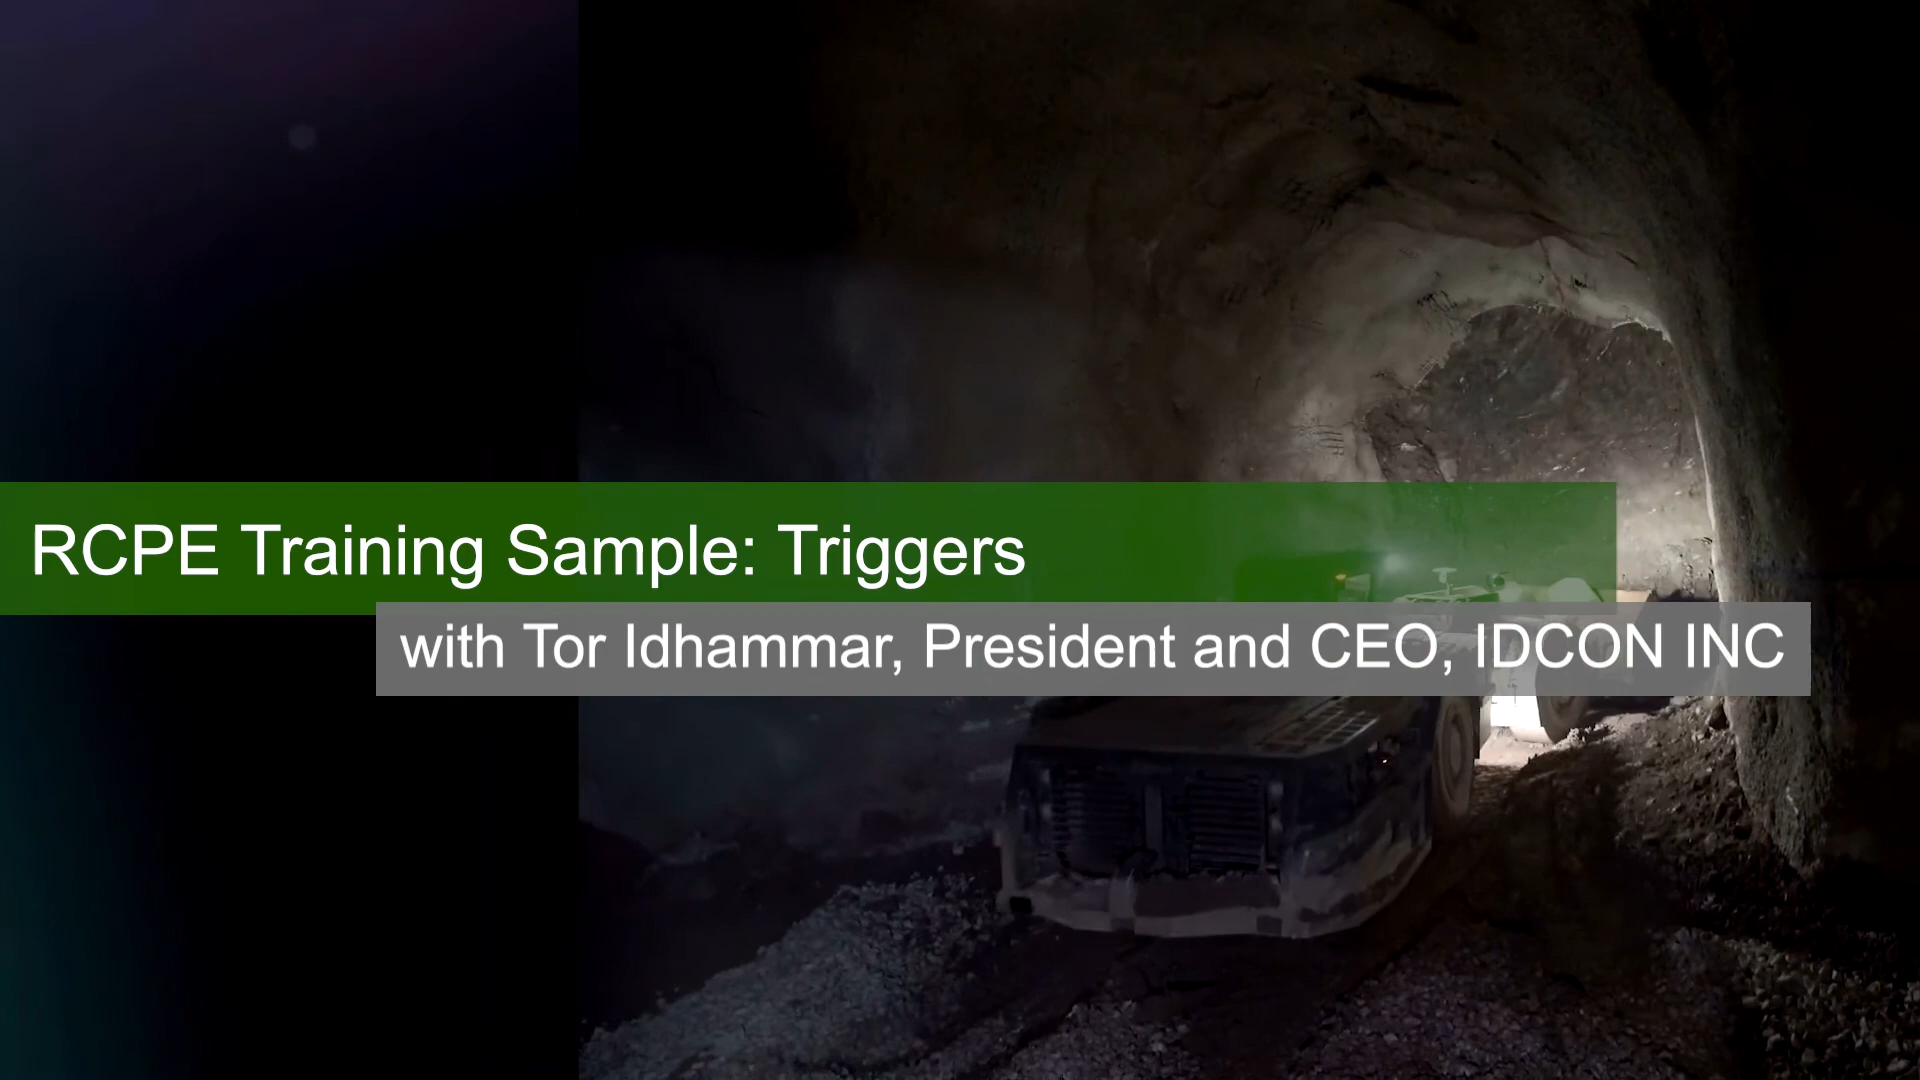 RCPE Training Sample: Triggers
with Tor Idhammar, President and CEO, IDCON INC